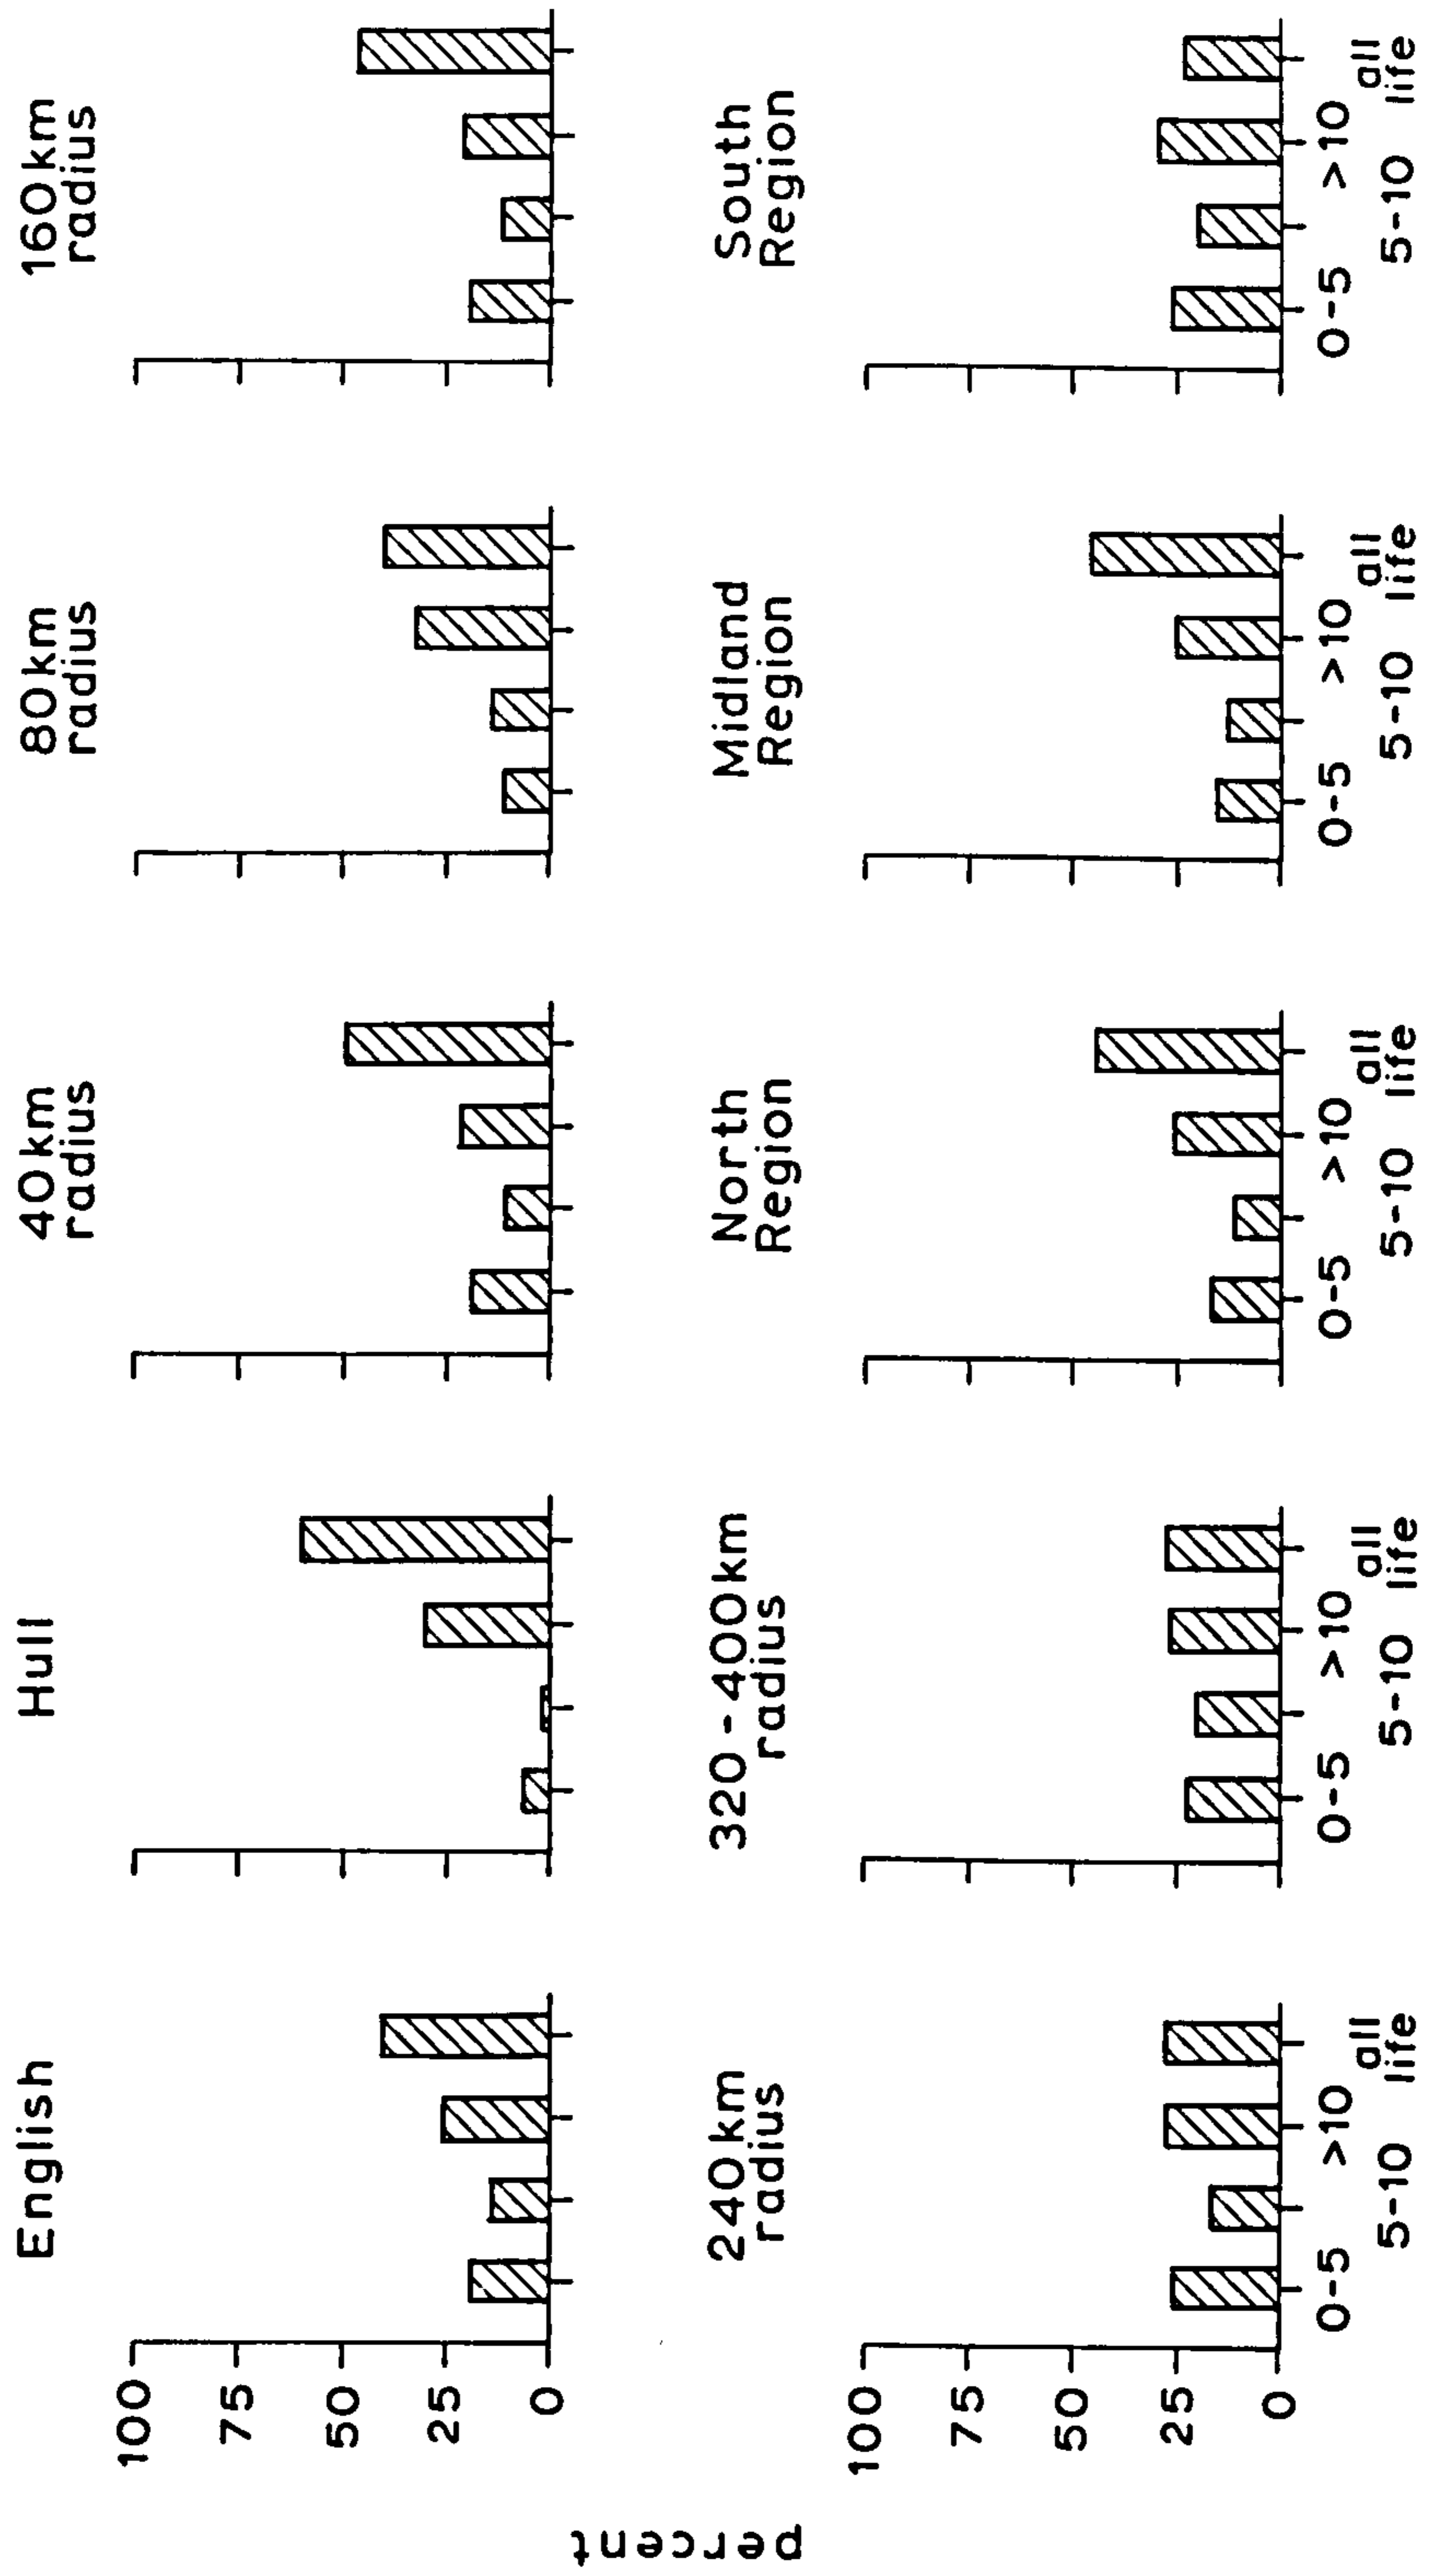 English
Hull
40km
radius
80km
radius
160km
radius
100
75
50
25
0
percent
240km
radius
320-400km
radius
North
Region
Midland
Region
South
Region
100
75
50
25
0
0-5 >10 all
5-10 life
0-5 >10 all
5-10 life
0-5 >10 all
5-10 life
0-5 >10 all
5-10 life
0-5 >10 all
5-10 life